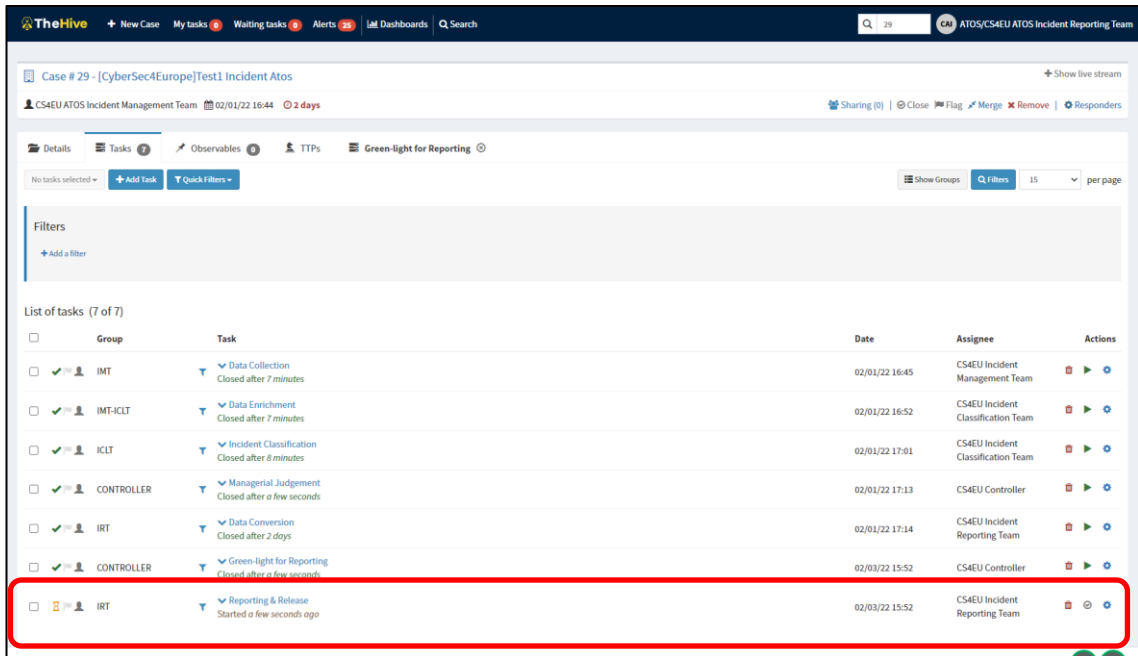 TheHive + New Case My tasks 0 Waiting tasks 0 Alerts 25 Dashboards Search 29 CAI ATOS/CS4EU ATOS Incident Reporting Team
Case # 29 - [CyberSec4Europe]Test1 Incident Atos + Show live stream
CS4EU ATOS Incident Management Team 02/01/22 16:44 2 days Sharing (0) | Close Flag Merge Remove | Responders
Details Tasks 7 Observables 0 TTPs Green-light for Reporting
No tasks selected + Add Task Quick Filters Show Groups Filters 15 per page
Filters
+ Add a filter
List of tasks (7 of 7)
Group Task Date Assignee Actions
IMT Data Collection 02/01/22 16:45 CS4EU Incident
Closed after 7 minutes Management Team
IMT-ICLT Data Enrichment 02/01/22 16:52 CS4EU Incident
Closed after 7 minutes Classification Team
ICLT Incident Classification 02/01/22 17:01 CS4EU Incident
Closed after 8 minutes Classification Team
CONTROLLER Managerial Judgement 02/01/22 17:13 CS4EU Controller
Closed after a few seconds
IRT Data Conversion 02/01/22 17:14 CS4EU Incident
Closed after 2 days Reporting Team
CONTROLLER Green-light for Reporting 02/03/22 15:52 CS4EU Controller
Closed after a few seconds
IRT Reporting & Release 02/03/22 15:52 CS4EU Incident
Started a few seconds ago Reporting Team